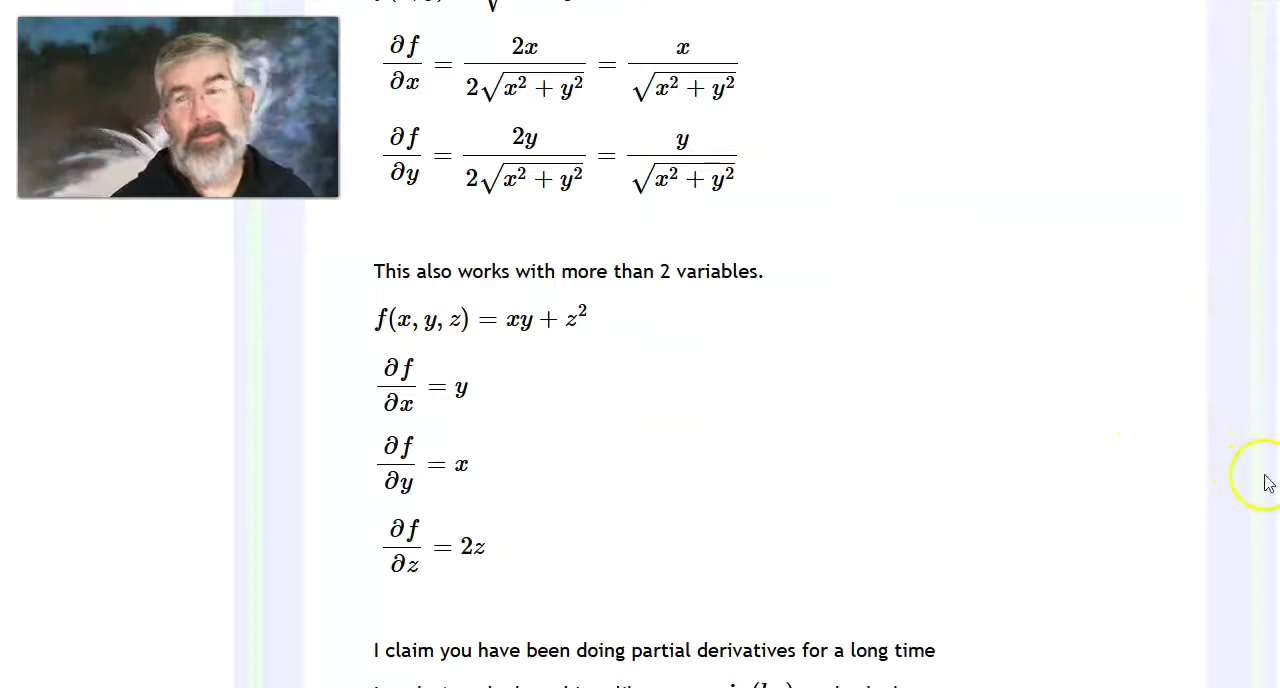 ∂f/∂x = 2x/(2√(x² + y²)) = x/√(x² + y²)
∂f/∂y = 2y/(2√(x² + y²)) = y/√(x² + y²)
This also works with more than 2 variables.
f(x, y, z) = xy + z²
∂f/∂x = y
∂f/∂y = x
∂f/∂z = 2z
I claim you have been doing partial derivatives for a long time